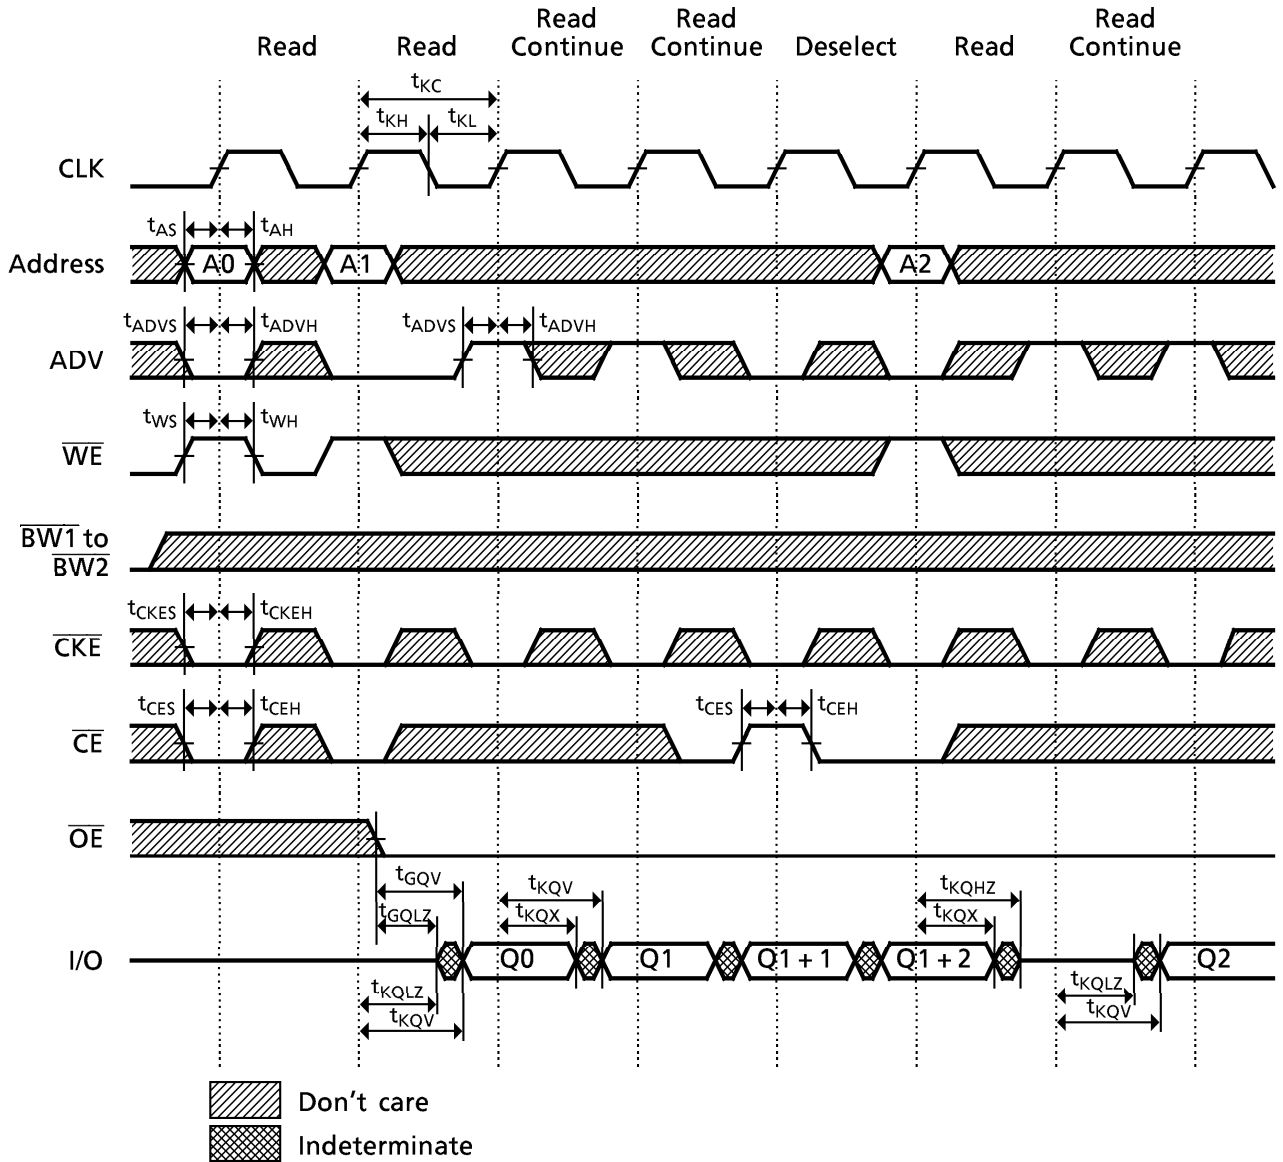 Read
Read
Read
Continue
Read
Continue
Deselect
Read
Read
Continue
tKC
tKH
tKL
CLK
tAS
tAH
Address
A0
A1
A2
tADVS
tADVH
tADVS
tADVH
ADV
tWS
tWH
WE
BW1 to
BW2
tCKES
tCKEH
CKE
tCES
tCEH
tCES
tCEH
CE
OE
tGQV
tKQV
tKQHZ
tGQLZ
tKQX
tKQX
I/O
Q0
Q1
Q1 + 1
Q1 + 2
Q2
tKQLZ
tKQLZ
tKQV
tKQV
Don't care
Indeterminate